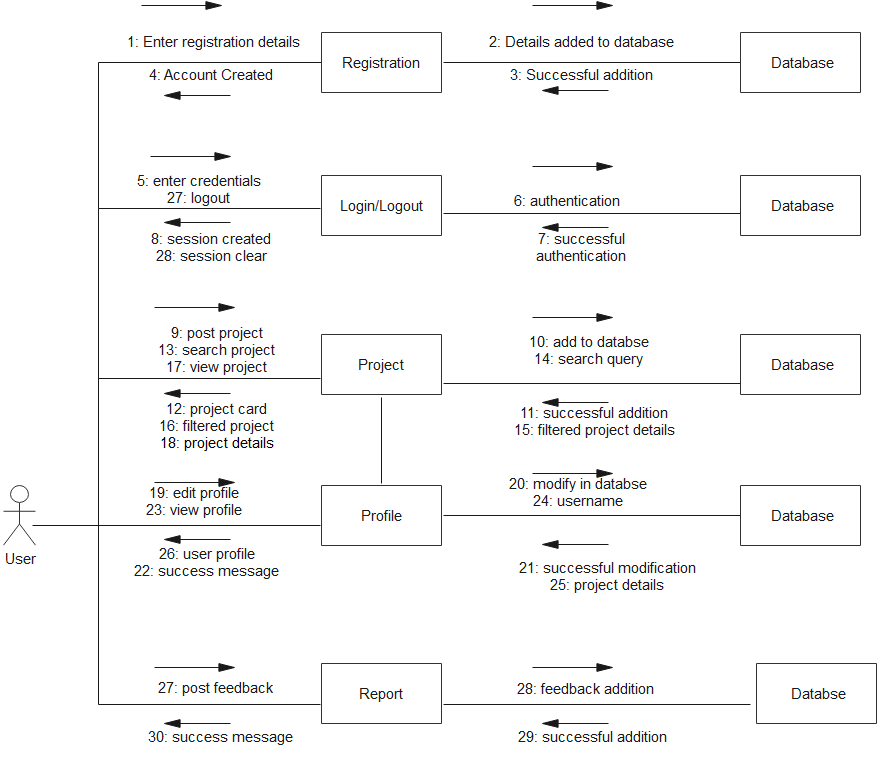 1: Enter registration details
2: Details added to database
Registration
Database
4: Account Created
3: Successful addition
5: enter credentials
27: logout
6: authentication
Login/Logout
Database
8: session created
28: session clear
7: successful
authentication
9: post project
13: search project
17: view project
10: add to databse
14: search query
Project
Database
12: project card
16: filtered project
18: project details
11: successful addition
15: filtered project details
19: edit profile
23: view profile
20: modify in databse
24: username
Profile
Database
User
26: user profile
22: success message
21: successful modification
25: project details
27: post feedback
28: feedback addition
Report
Databse
30: success message
29: successful addition